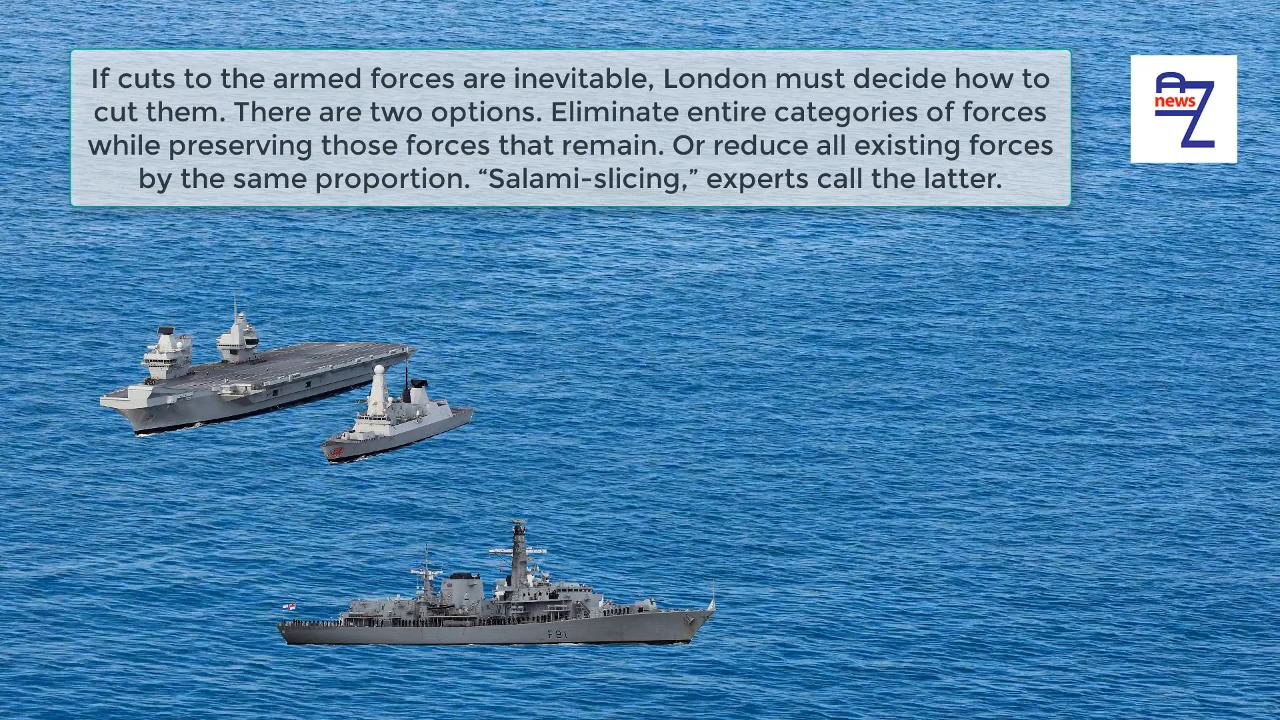 If cuts to the armed forces are inevitable, London must decide how to
cut them. There are two options. Eliminate entire categories of forces
while preserving those forces that remain. Or reduce all existing forces
by the same proportion. “Salami-slicing,” experts call the latter.
A
news
Z